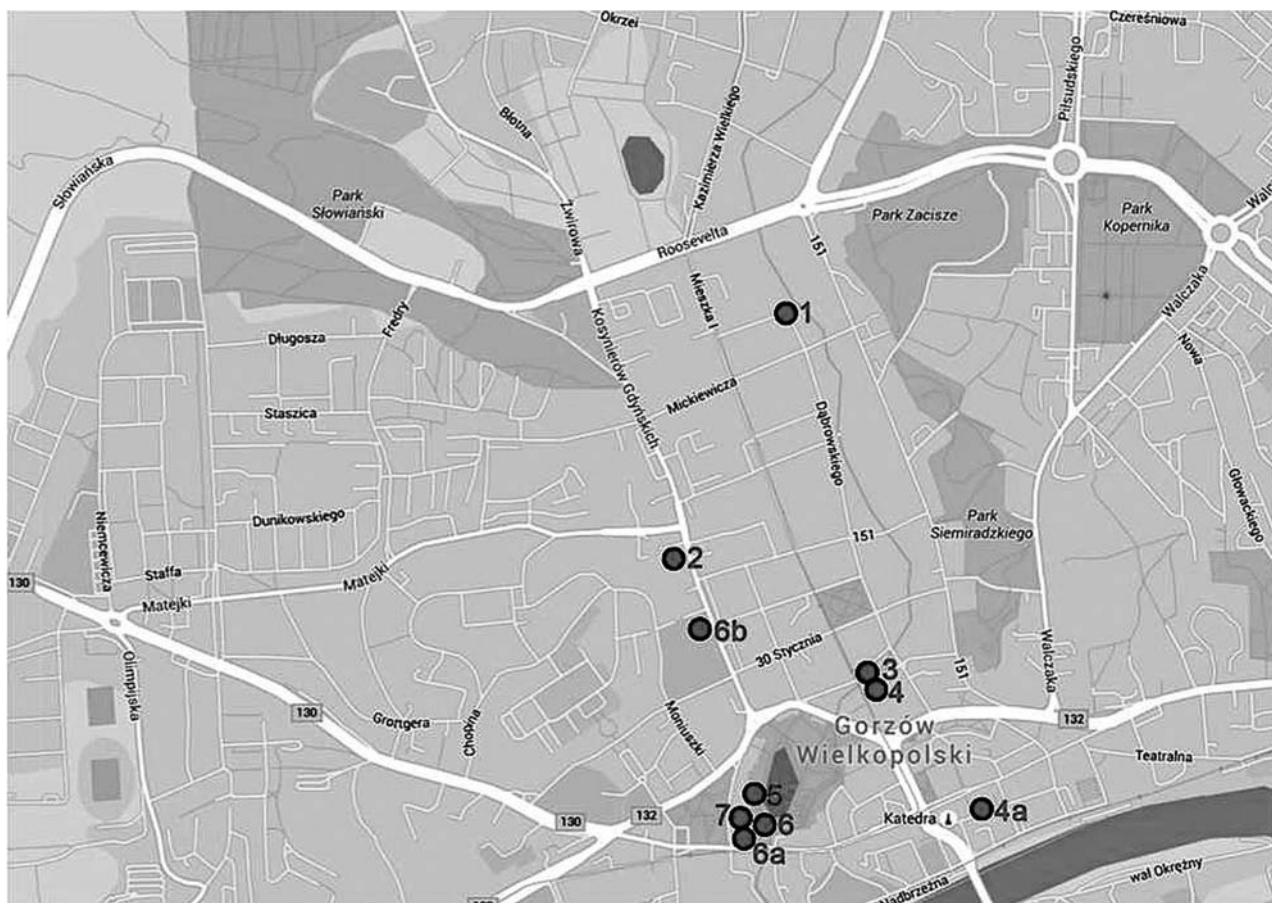 Okrzei
Czereśniowa
Piłsudskiego
Błotna
Kazimierza Wielkiego
Słowiańska
Park
Słowiański
Żwirowa
Park Zacisze
Park
Kopernika
Roosevelta
151
Mieszka I
Walczaka
1
Nowa
Długosza
Fredry
Kosynierów Gdyńskich
Mickiewicza
Staszica
Dąbrowskiego
Głowackiego
Niemcewicza
Dunikowskiego
Park
Siemiradzkiego
151
2
130
Staffa
Matejki
Matejki
6b
30 Stycznia
Walczaka
Olimpijska
3
151
4
130
Grottgera
Chopina
Moniuszki
132
Gorzów
Wielkopolski
Teatralna
5
4a
7
6
Katedra
132
130
6a
wał Okrężny
Nadbrzeżna